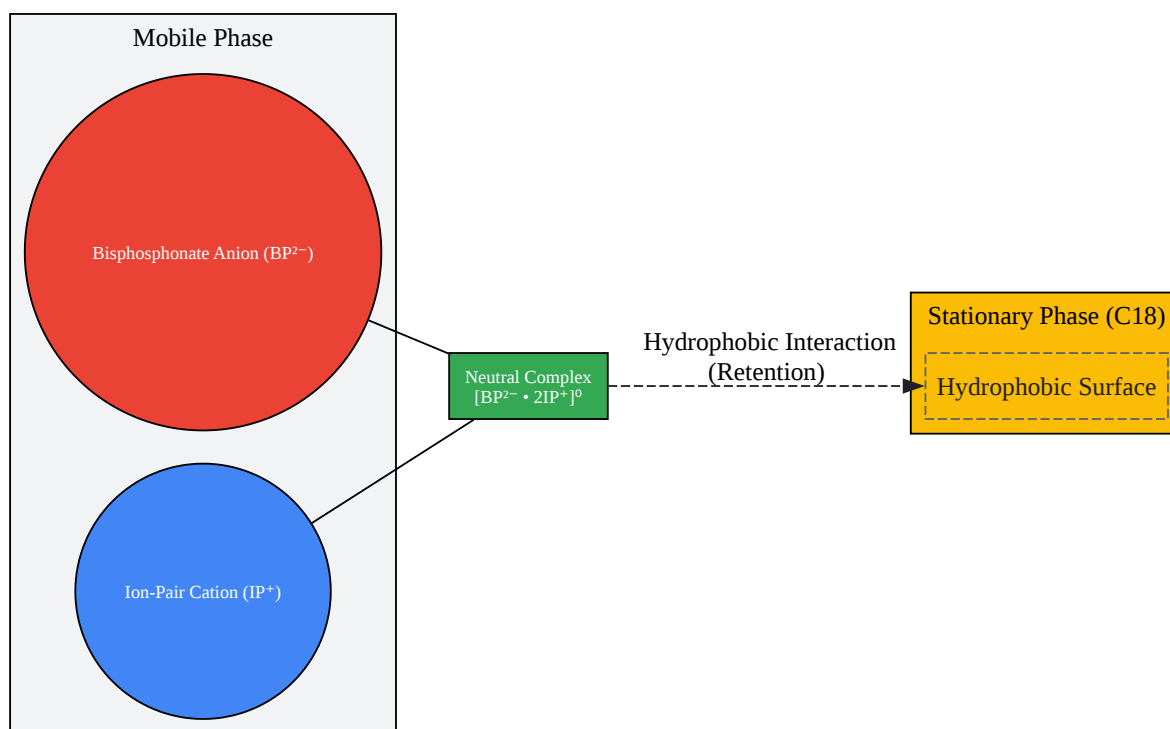 Mobile Phase
Bisphosphonate Anion (BP²⁻)
Ion-Pair Cation (IP⁺)
Neutral Complex
[BP²⁻ • 2IP⁺]⁰
Hydrophobic Interaction
(Retention)
Stationary Phase (C18)
Hydrophobic Surface